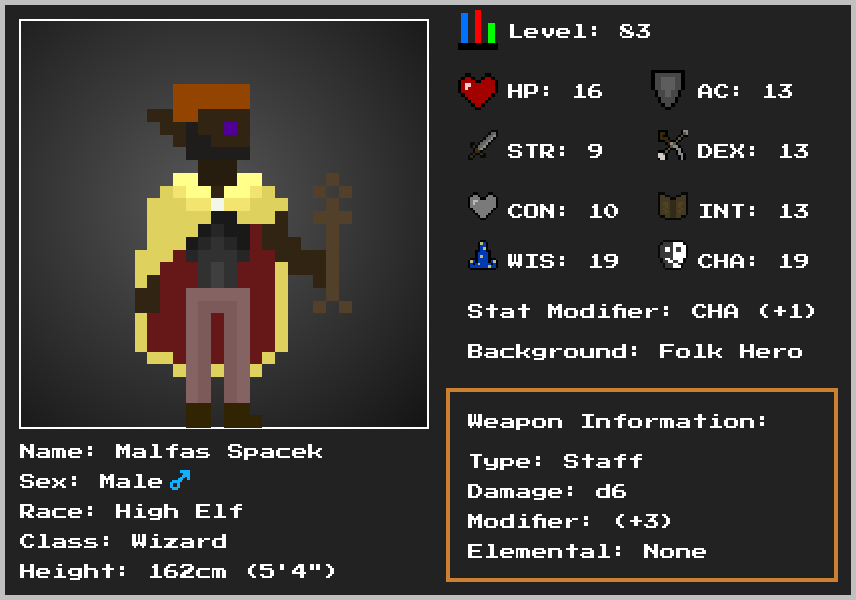 Level: 83
HP: 16
AC: 13
STR: 9
DEX: 13
CON: 10
INT: 13
WIS: 19
CHA: 19
Stat Modifier: CHA (+1)
Background: Folk Hero
Weapon Information:
Type: Staff
Damage: d6
Modifier: (+3)
Elemental: None
Name: Malfas Spacek
Sex: Male♂
Race: High Elf
Class: Wizard
Height: 162cm (5'4")